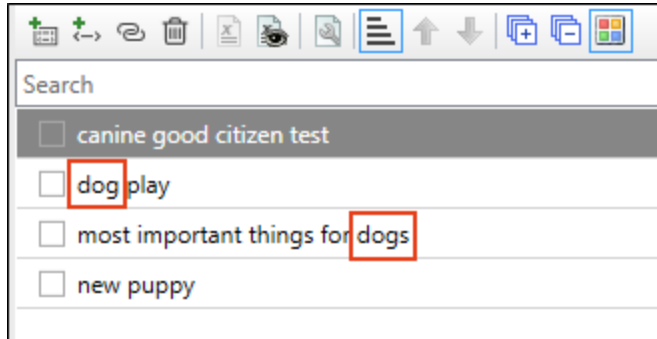 Search
canine good citizen test
dog play
most important things for dogs
new puppy